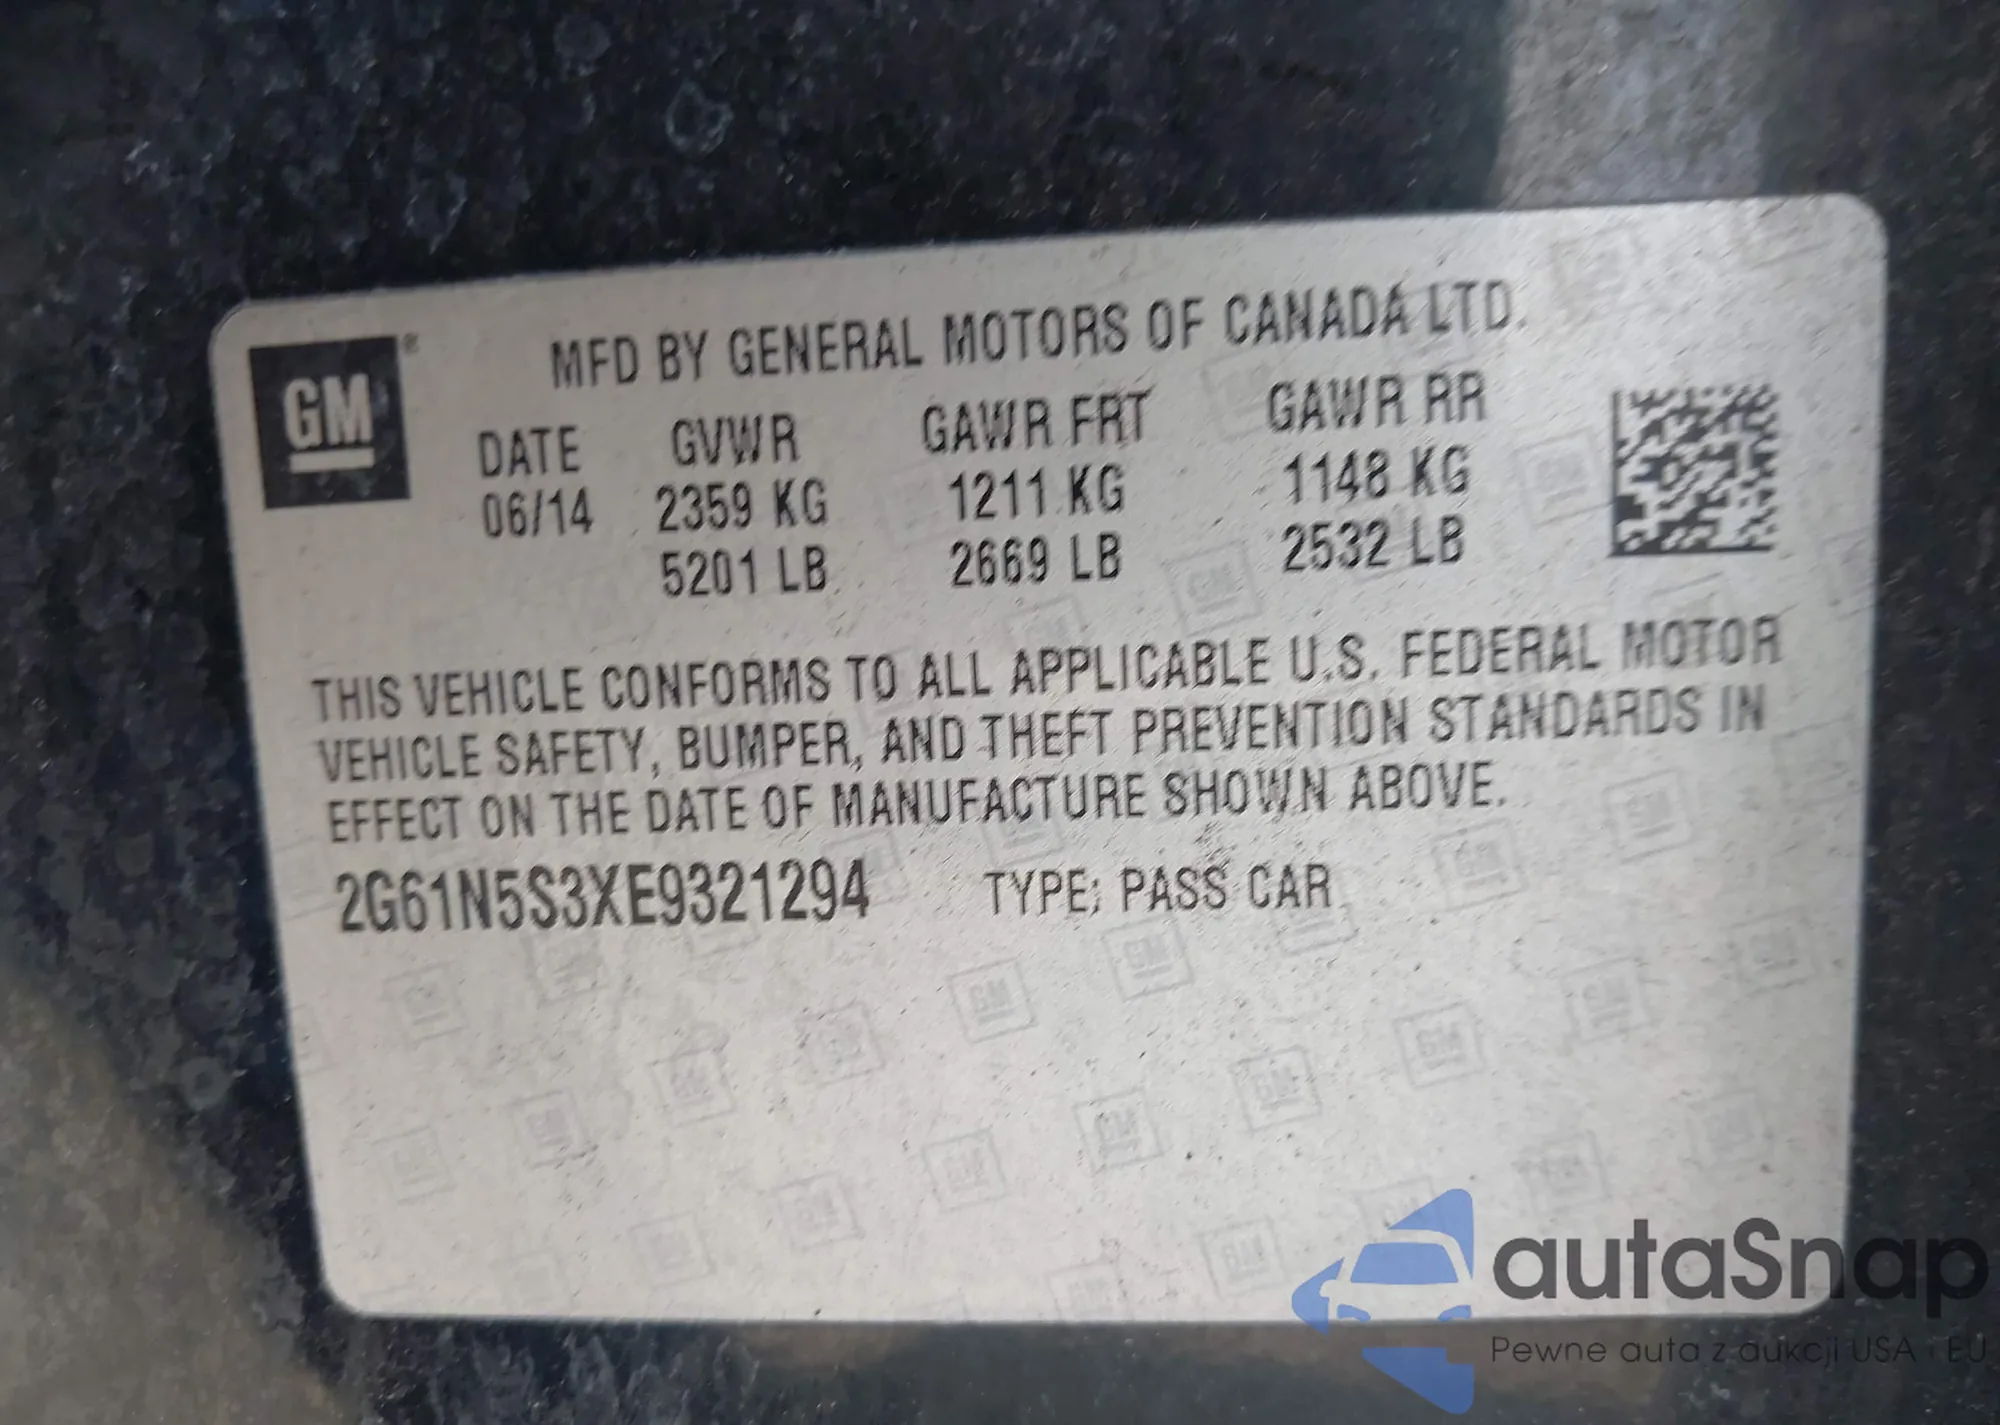 GM®
MFD BY GENERAL MOTORS OF CANADA LTD.
DATE GVWR GAWR FRT GAWR RR
06/14 2359 KG 1211 KG 1148 KG
5201 LB 2669 LB 2532 LB
THIS VEHICLE CONFORMS TO ALL APPLICABLE U.S. FEDERAL MOTOR
VEHICLE SAFETY, BUMPER, AND THEFT PREVENTION STANDARDS IN
EFFECT ON THE DATE OF MANUFACTURE SHOWN ABOVE.
2G61N5S3XE9321294 TYPE: PASS CAR
autaSnap
Pewne auta z aukcji USA i EU